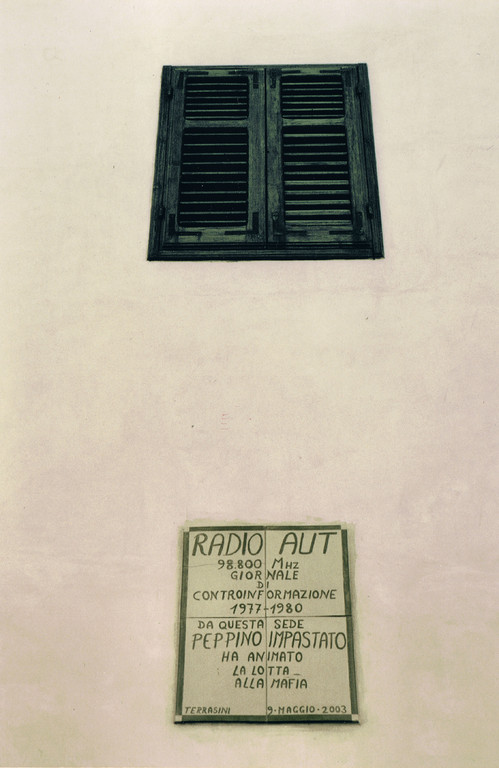 RADIO AUT
98.800 MHz
GIORNALE
DI
CONTROINFORMAZIONE
1977-1980
DA QUESTA SEDE
PEPPINO IMPASTATO
HA ANIMATO
LA LOTTA_
ALLA MAFIA
TERRASINI 9.MAGGIO.2003